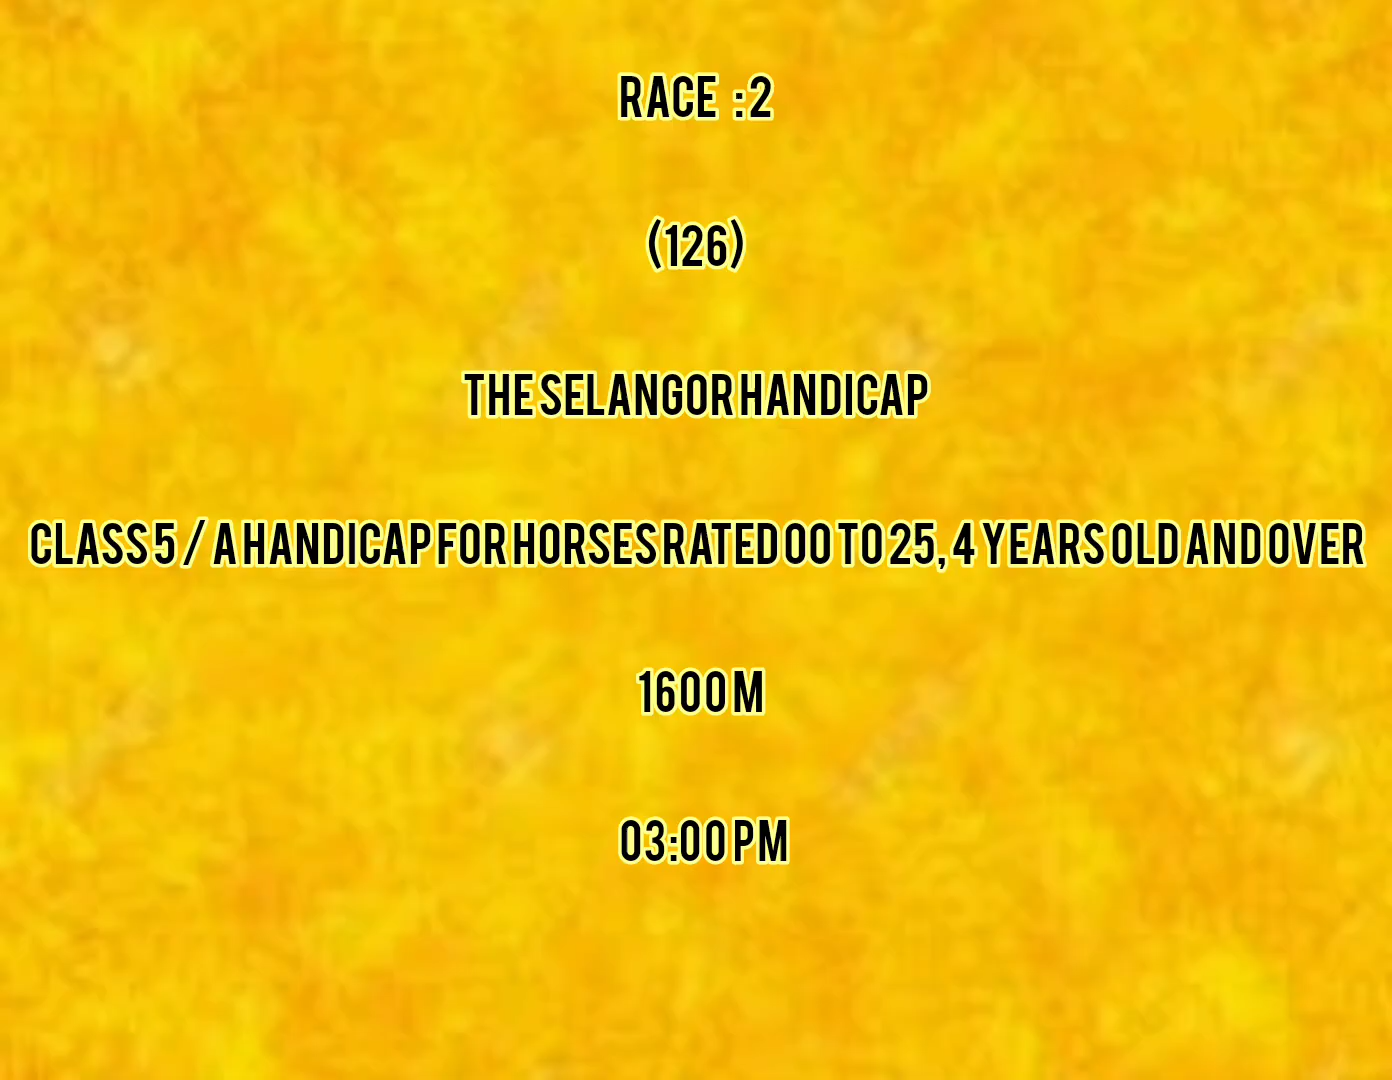 RACE :2
(126)
THE SELANGOR HANDICAP
CLASS 5 / A HANDICAP FOR HORSES RATED 00 TO 25, 4 YEARS OLD AND OVER
1600 M
03:00 PM